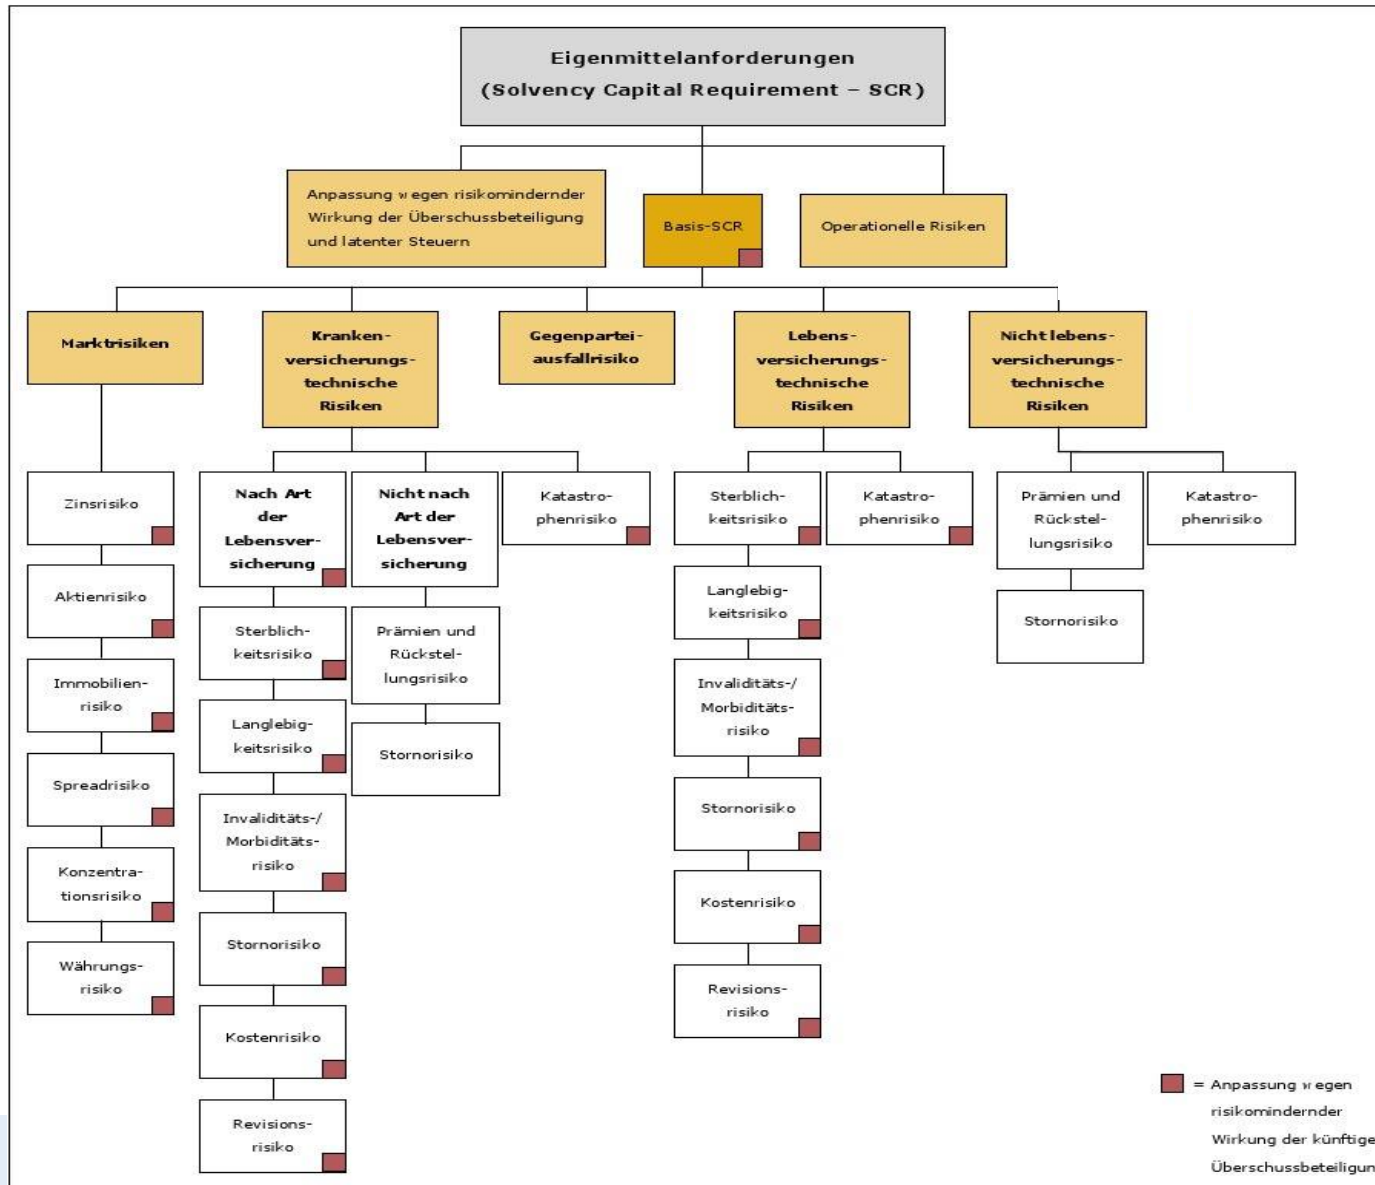 Eigenmittelanforderungen
(Solvency Capital Requirement – SCR)
Anpassung wegen risikomindernder
Wirkung der Überschussbeteiligung
und latenter Steuern
Basis-SCR
Operationelle Risiken
Marktrisiken
Kranken-
versicherungs-
technische
Risiken
Gegenpartei-
ausfallrisiko
Lebens-
versicherungs-
technische
Risiken
Nicht lebens-
versicherungs-
technische
Risiken
Zinsrisiko
Aktienrisiko
Immobilien-
risiko
Spreadrisiko
Konzentra-
tionsrisiko
Währungs-
risiko
Nach Art
der
Lebensver-
sicherung
Sterblich-
keitsrisiko
Langlebig-
keitsrisiko
Invaliditäts-/
Morbiditäts-
risiko
Stornorisiko
Kostenrisiko
Revisions-
risiko
Nicht nach
Art der
Lebensver-
sicherung
Prämien und
Rückstel-
lungsrisiko
Stornorisiko
Katastro-
phenrisiko
Sterblich-
keitsrisiko
Langlebig-
keitsrisiko
Invaliditäts-/
Morbiditäts-
risiko
Stornorisiko
Kostenrisiko
Revisions-
risiko
Katastro-
phenrisiko
Prämien und
Rückstel-
lungsrisiko
Stornorisiko
Katastro-
phenrisiko
= Anpassung wegen
risikomindernder
Wirkung der künftige
Überschussbeteiligun